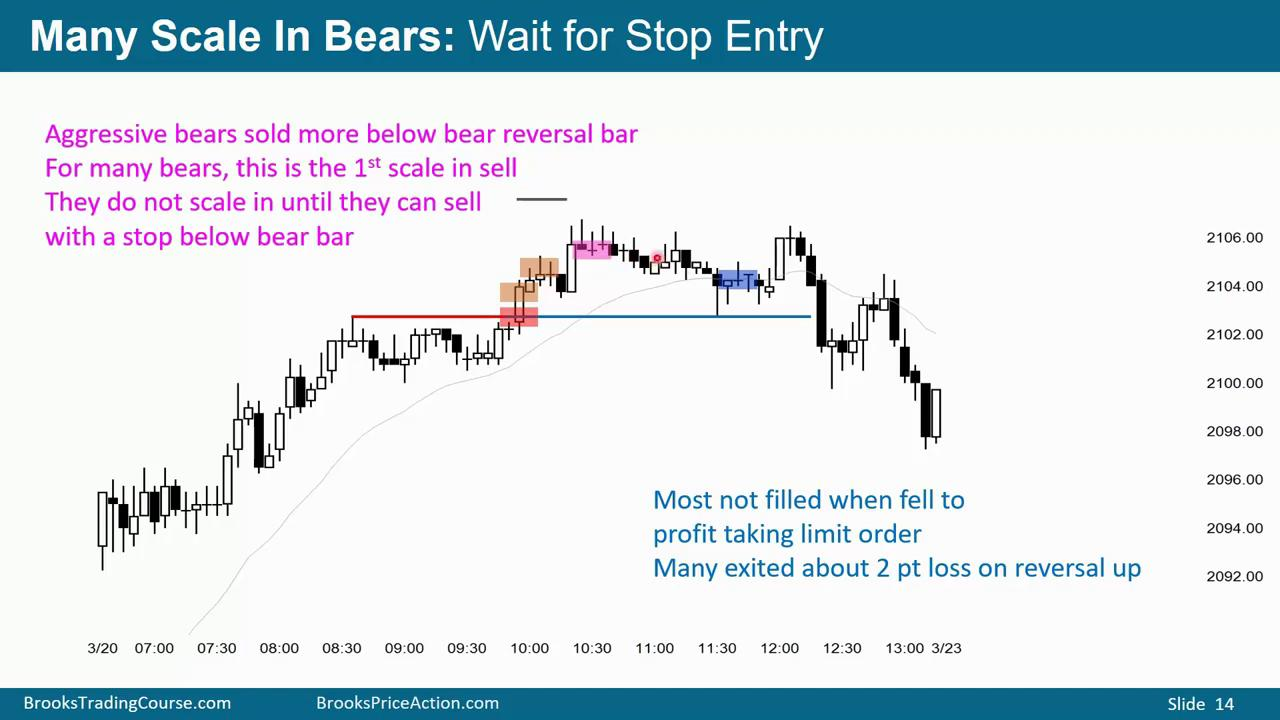 Many Scale In Bears: Wait for Stop Entry
Aggressive bears sold more below bear reversal bar
For many bears, this is the 1st scale in sell
They do not scale in until they can sell
with a stop below bear bar
2106.00
2104.00
2102.00
2100.00
2098.00
2096.00
2094.00
2092.00
Most not filled when fell to
profit taking limit order
Many exited about 2 pt loss on reversal up
3/20 07:00 07:30 08:00 08:30 09:00 09:30 10:00 10:30 11:00 11:30 12:00 12:30 13:00 3/23
BrooksTradingCourse.com BrooksPriceAction.com Slide 14